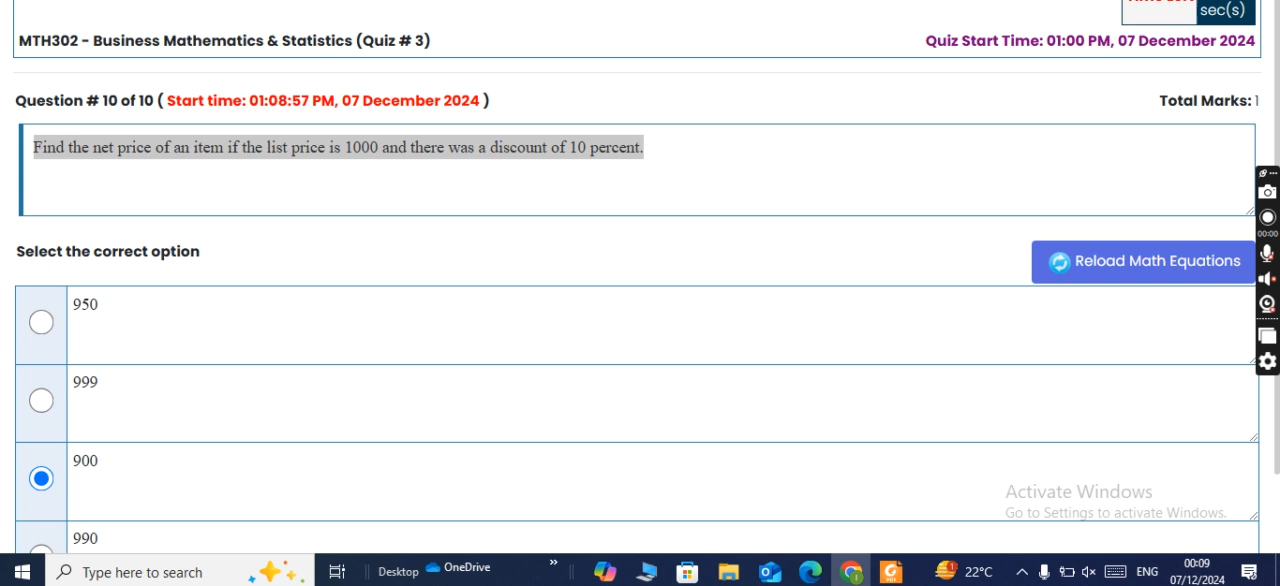 sec(s)
MTH302 - Business Mathematics & Statistics (Quiz # 3)
Quiz Start Time: 01:00 PM, 07 December 2024
Question # 10 of 10 ( Start time: 01:08:57 PM, 07 December 2024 )
Total Marks: 1
Find the net price of an item if the list price is 1000 and there was a discount of 10 percent.
Select the correct option
Reload Math Equations
950
999
900
990
00:00
Activate Windows
Go to Settings to activate Windows.
Type here to search
Desktop
OneDrive
22°C
ENG
00:09
07/12/2024